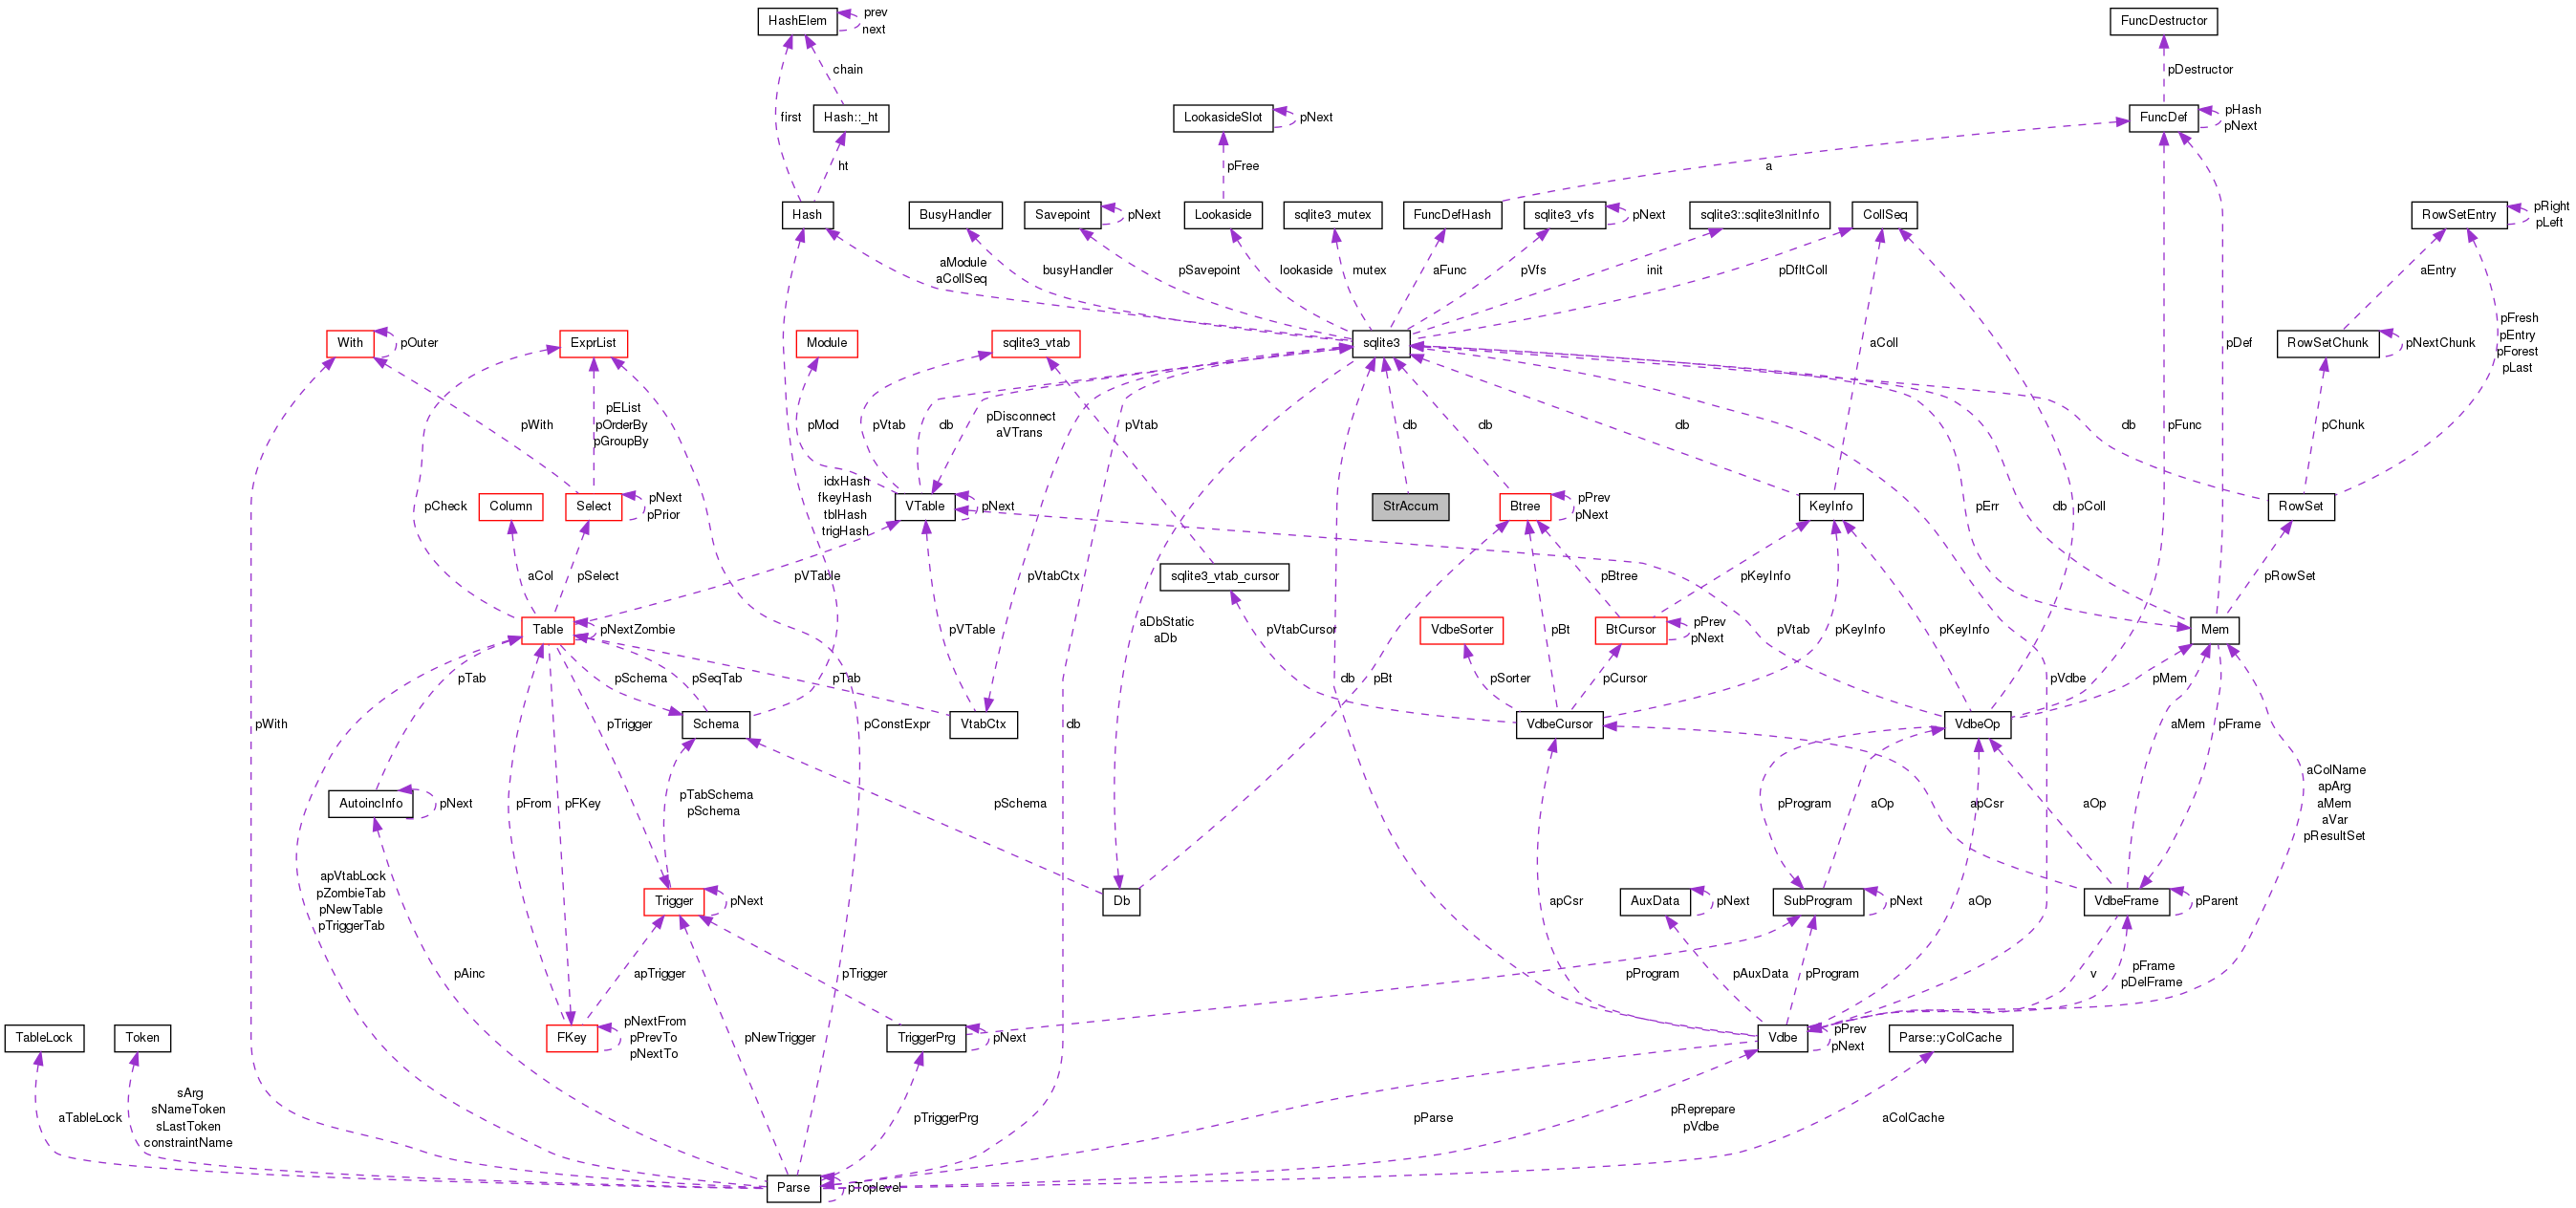 HashElem
prev
next
FuncDestructor
chain
pDestructor
first
Hash::_ht
LookasideSlot
pNext
FuncDef
pHash
pNext
ht
pFree
a
Hash
BusyHandler
Savepoint
pNext
Lookaside
sqlite3_mutex
FuncDefHash
sqlite3_vfs
pNext
sqlite3::sqlite3InitInfo
CollSeq
RowSetEntry
pRight
pLeft
aModule
aCollSeq
busyHandler
pSavepoint
lookaside
mutex
aFunc
pVfs
init
pDfltColl
aEntry
With
pOuter
ExprList
Module
sqlite3_vtab
sqlite3
aColl
pDef
RowSetChunk
pNextChunk
pFresh
pEntry
pForest
pLast
pWith
pEList
pOrderBy
pGroupBy
pMod
pVtab
db
pDisconnect
aVTrans
pVtab
db
db
db
pFunc
db
pChunk
pCheck
Column
Select
pNext
pPrior
idxHash
fkeyHash
tblHash
trigHash
VTable
pNext
StrAccum
Btree
pPrev
pNext
KeyInfo
pErr
db
pColl
RowSet
aCol
pSelect
pVTable
pVtabCtx
sqlite3_vtab_cursor
pBtree
pKeyInfo
pRowSet
Table
pNextZombie
pVTable
aDbStatic
aDb
pVtabCursor
VdbeSorter
pBt
BtCursor
pPrev
pNext
pVtab
pKeyInfo
pKeyInfo
Mem
pTab
pSchema
pSeqTab
pTab
db
pBt
pSorter
pCursor
pVdbe
pMem
pWith
pTrigger
Schema
pConstExpr
VtabCtx
db
VdbeCursor
VdbeOp
aMem
pFrame
AutoincInfo
pNext
pFrom
pFKey
pTabSchema
pSchema
pSchema
pProgram
aOp
apCsr
aOp
aColName
apArg
aMem
aVar
pResultSet
apVtabLock
pZombieTab
pNewTable
pTriggerTab
Trigger
pNext
Db
apCsr
AuxData
pNext
SubProgram
pNext
aOp
VdbeFrame
pParent
pAinc
apTrigger
pTrigger
pProgram
pAuxData
pProgram
v
pFrame
pDelFrame
TableLock
Token
FKey
pNextFrom
pPrevTo
pNextTo
pNewTrigger
TriggerPrg
pNext
Vdbe
pPrev
pNext
Parse::yColCache
aTableLock
sArg
sNameToken
sLastToken
constraintName
pTriggerPrg
pParse
pReprepare
pVdbe
aColCache
Parse
pToplevel